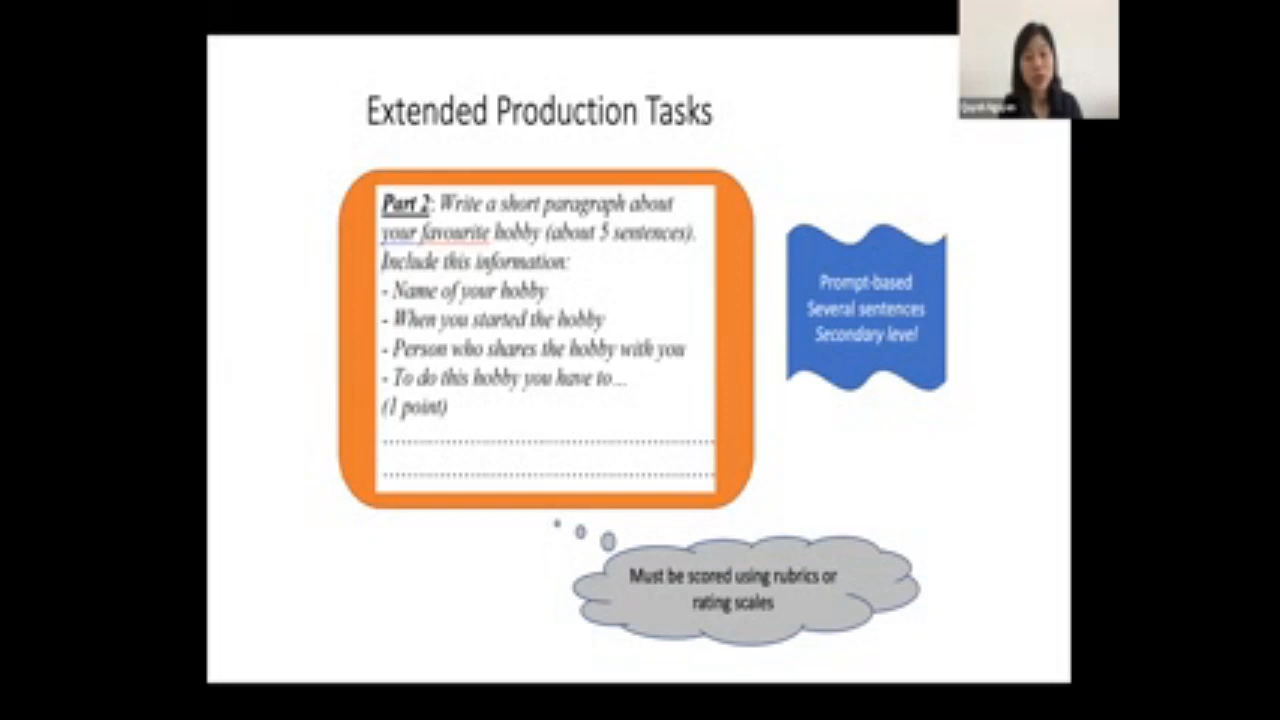 Extended Production Tasks
Part 2: Write a short paragraph about
your favourite hobby (about 5 sentences).
Include this information:
- Name of your hobby
- When you started the hobby
- Person who shares the hobby with you
- To do this hobby you have to...
(1 point)
Prompt-based
Several sentences
Secondary level
Must be scored using rubrics or
rating scales